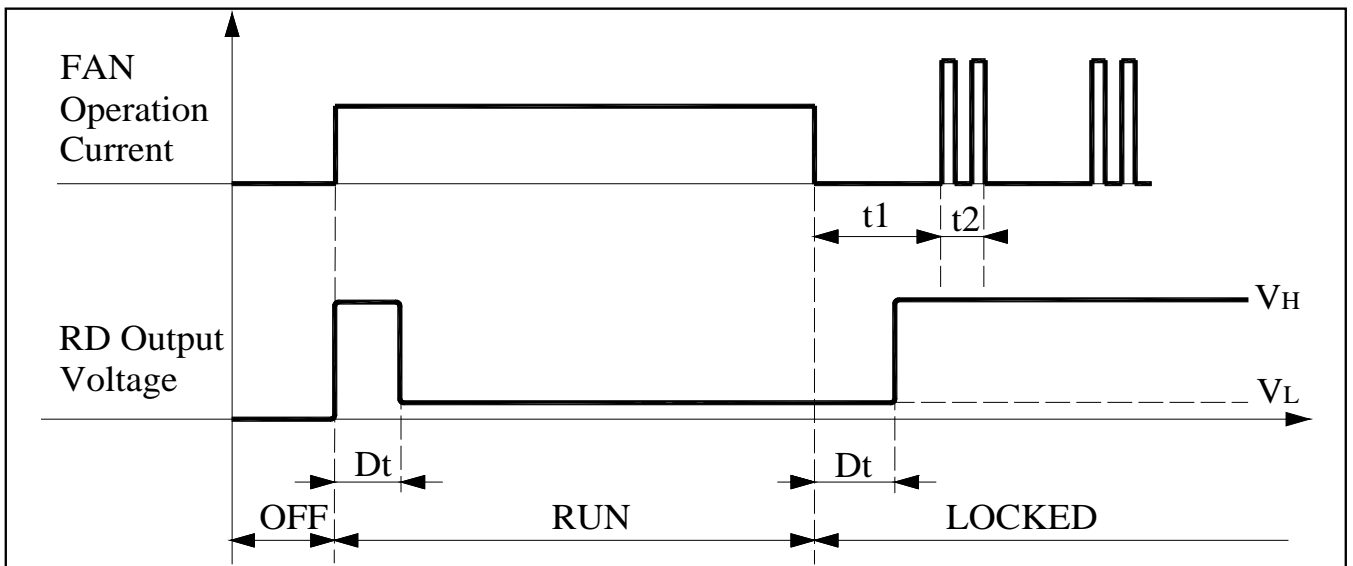 FAN
Operation
Current
t1
t2
VH
RD Output
Voltage
VL
Dt
Dt
OFF
RUN
LOCKED